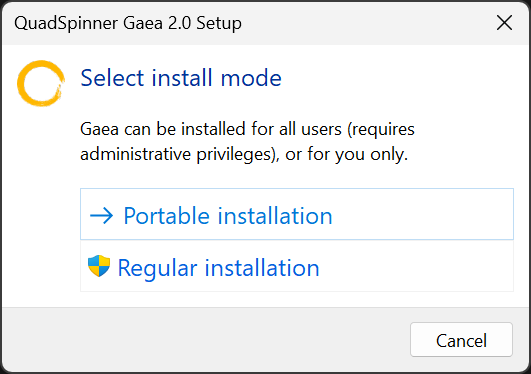 QuadSpinner Gaea 2.0 Setup
Select install mode
Gaea can be installed for all users (requires
administrative privileges), or for you only.
Portable installation
Regular installation
Cancel